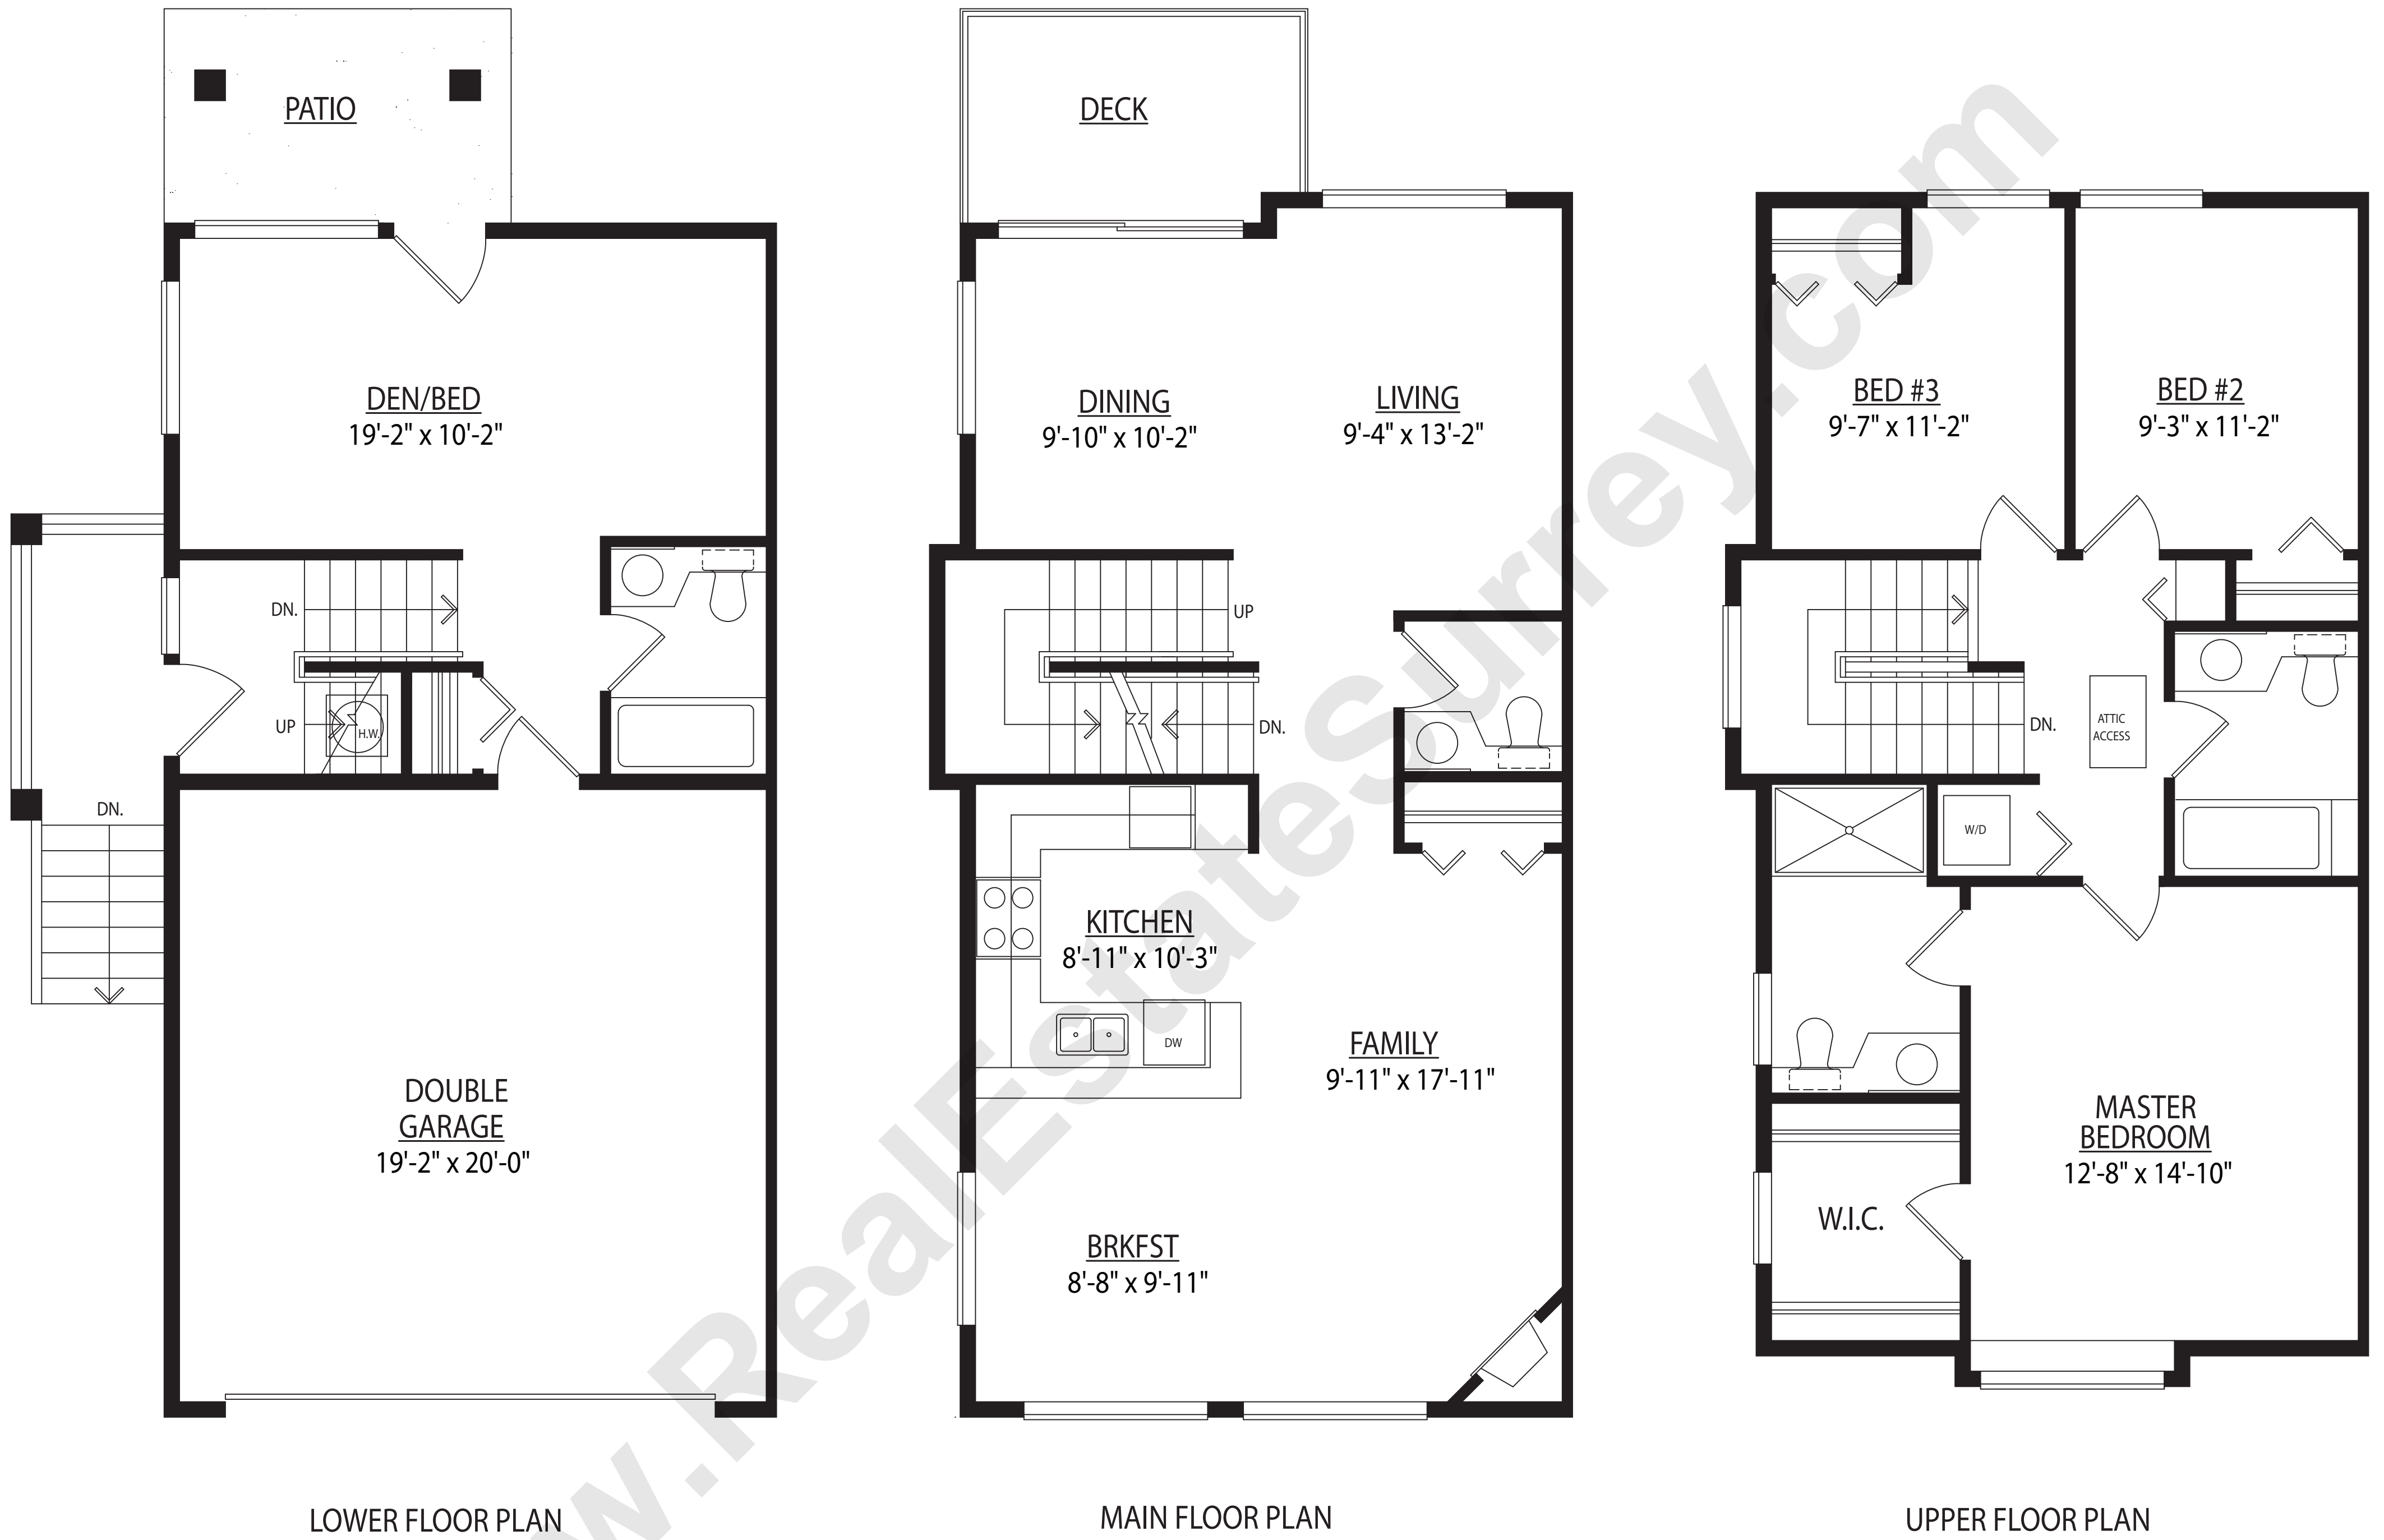 PATIO
DEN/BED
19'-2" x 10'-2"
DN.
UP
H.W.
DN.
DOUBLE
GARAGE
19'-2" x 20'-0"
LOWER FLOOR PLAN
DECK
DINING
9'-10" x 10'-2"
LIVING
9'-4" x 13'-2"
UP
DN.
KITCHEN
8'-11" x 10'-3"
DW
FAMILY
9'-11" x 17'-11"
BRKFST
8'-8" x 9'-11"
MAIN FLOOR PLAN
BED #3
9'-7" x 11'-2"
BED #2
9'-3" x 11'-2"
DN.
ATTIC
ACCESS
W/D
MASTER
BEDROOM
12'-8" x 14'-10"
W.I.C.
UPPER FLOOR PLAN
w.RealEstateSurrey.com